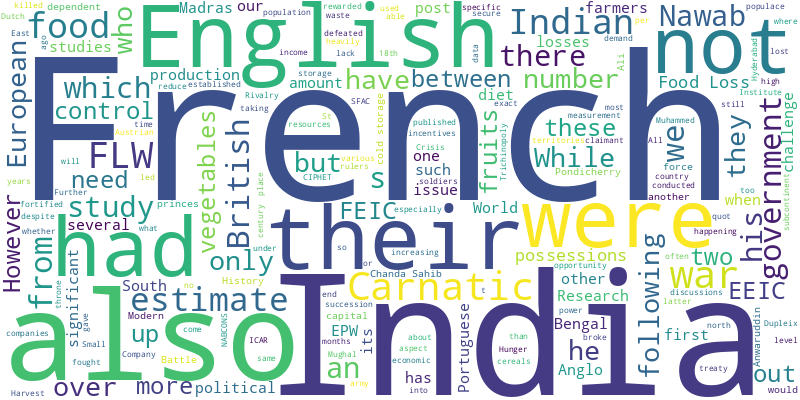 French
India
English
also
not
had
their
were
Indian
Nawab
food
who
Madras
our
population
rewarded
waste
used
able
specific
secure
farmers
per
populace
where
Dutch
killed
dependent
East
ago
studies
post
defeated
heavily
income
18th
data
there
losses
demand
Ali
Hyderabad
lost
European
which
control
production
reduce
established
amount
storage
lack
Rivalry
taking
SFAC
have
between
number
Food Loss
high
Institute
challenge
diet
fruits
these
exact
measurement
most
still
Muhammed
FLW
time
Austrian
will
led
need
but
s
St
resources
various
rulers
cold storage
published
incentives
Crisis
one
such
issue
soldiers
Trichinopoly
While
territories
claimant
Pondicherry
we
All
country
force
conducted
another
they
when
too
subcontinent
government
his
quot
happening
However
years
Further
fortified
despite
whether
what
study
several
princes
vegetables
British
CIPHET
century
place
only
under
History
FEIC
especially
World
so
or
increasing
possessions
opportunity
other
Research
two
war
often
discussions
latter
from
significant
South
estimate
no
Modern
come
up
Company
Battle
NABCONS
ICAR
same
Chanda Sahib
Carnatic
end
succession
capital
months
Mughal
an
army
EPW
its
has
about
aspect
economic
into
Portuguese
t
than
Hunger
cereals
power
broke
Bengal
he
Anglo
following
EEIC
first
north
treaty
Anwaruddin
Dupleix
level
out
would
throne
gave
Small
companies
fought
Harvest
over
more
political